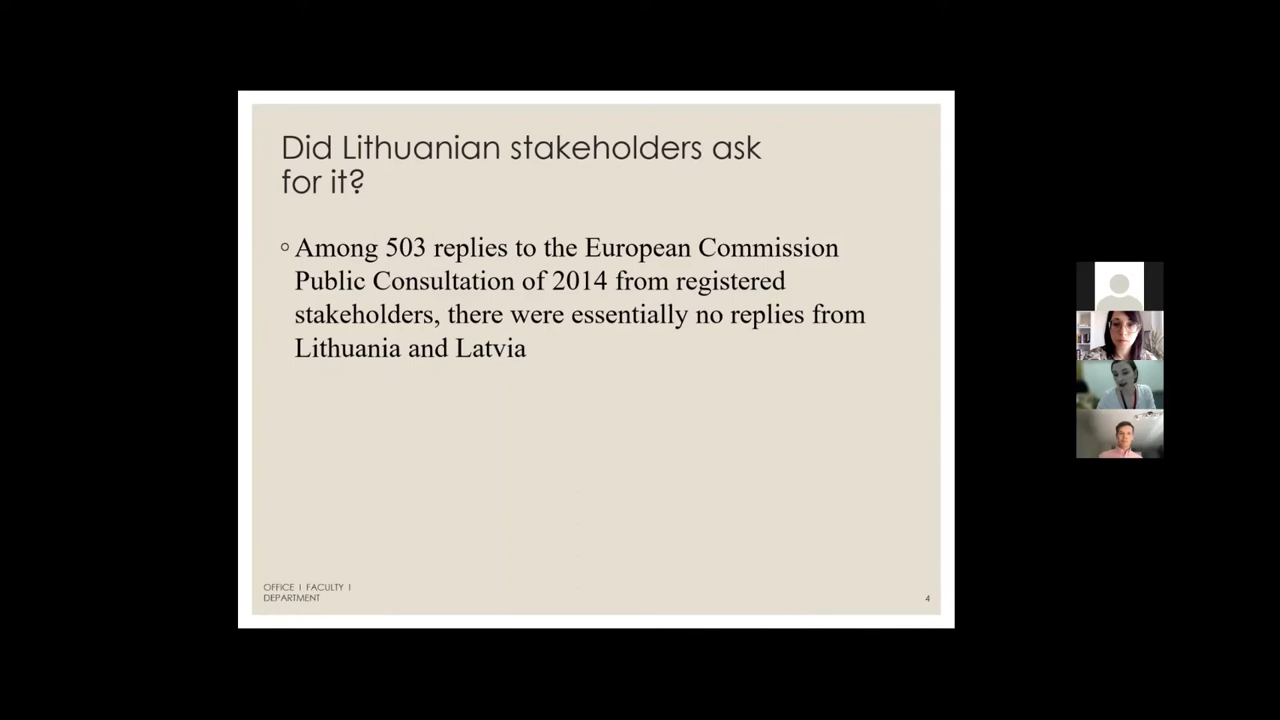 Did Lithuanian stakeholders ask
for it?
Among 503 replies to the European Commission
Public Consultation of 2014 from registered
stakeholders, there were essentially no replies from
Lithuania and Latvia
OFFICE I FACULTY I
DEPARTMENT
4